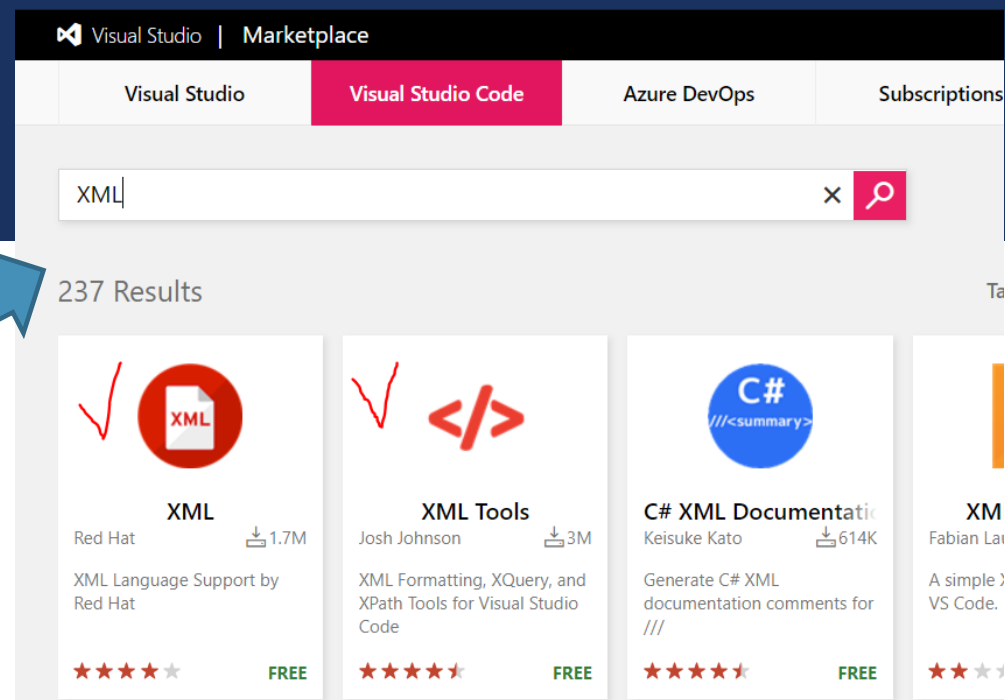 Visual Studio | Marketplace
Visual Studio Visual Studio Code Azure DevOps Subscriptions
XML
237 Results
XML
C#
///<summary>
XML XML Tools C# XML Documentatic
Red Hat 1.7M Josh Johnson 3M Keisuke Kato 614K Fabian
XML Language Support by XML Formatting, XQuery, and Generate C# XML A simple
Red Hat XPath Tools for Visual Studio documentation comments for VS Code.
Code ///
FREE FREE FREE